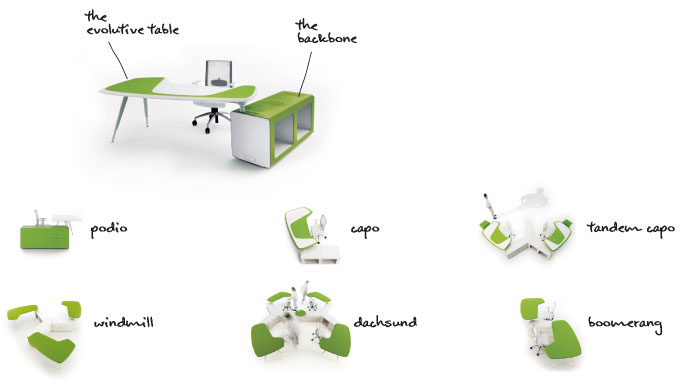 the
evolutive table
the
backbone
podio
capo
tandem capo
windmill
dachsund
boomerang